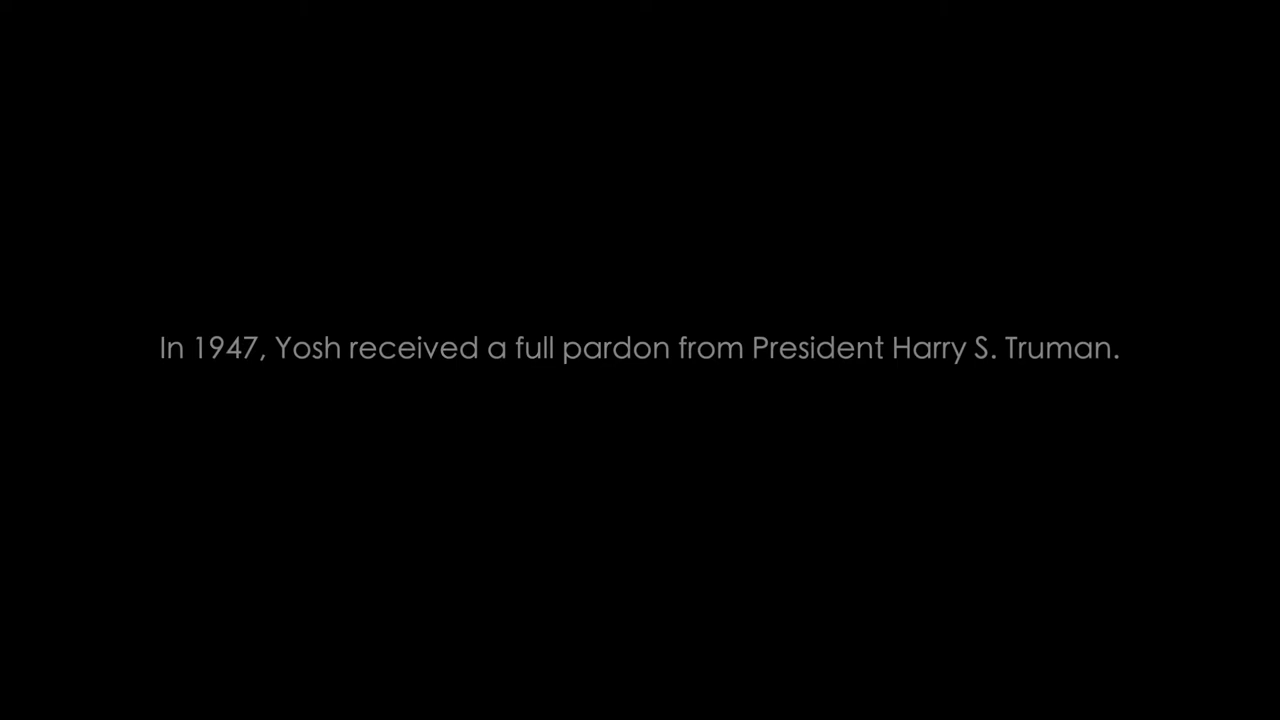 In 1947, Yosh received a full pardon from President Harry S. Truman.